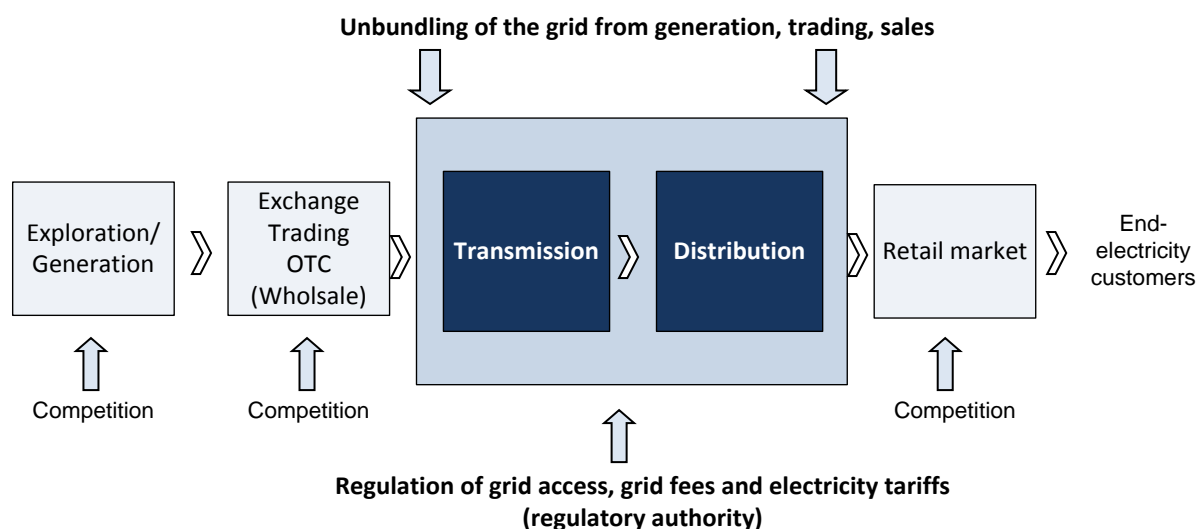 Unbundling of the grid from generation, trading, sales
Exploration/
Generation
Exchange
Trading
OTC
(Wholsale)
Transmission
Distribution
Retail market
End-
electricity
customers
Competition
Competition
Competition
Regulation of grid access, grid fees and electricity tariffs
(regulatory authority)